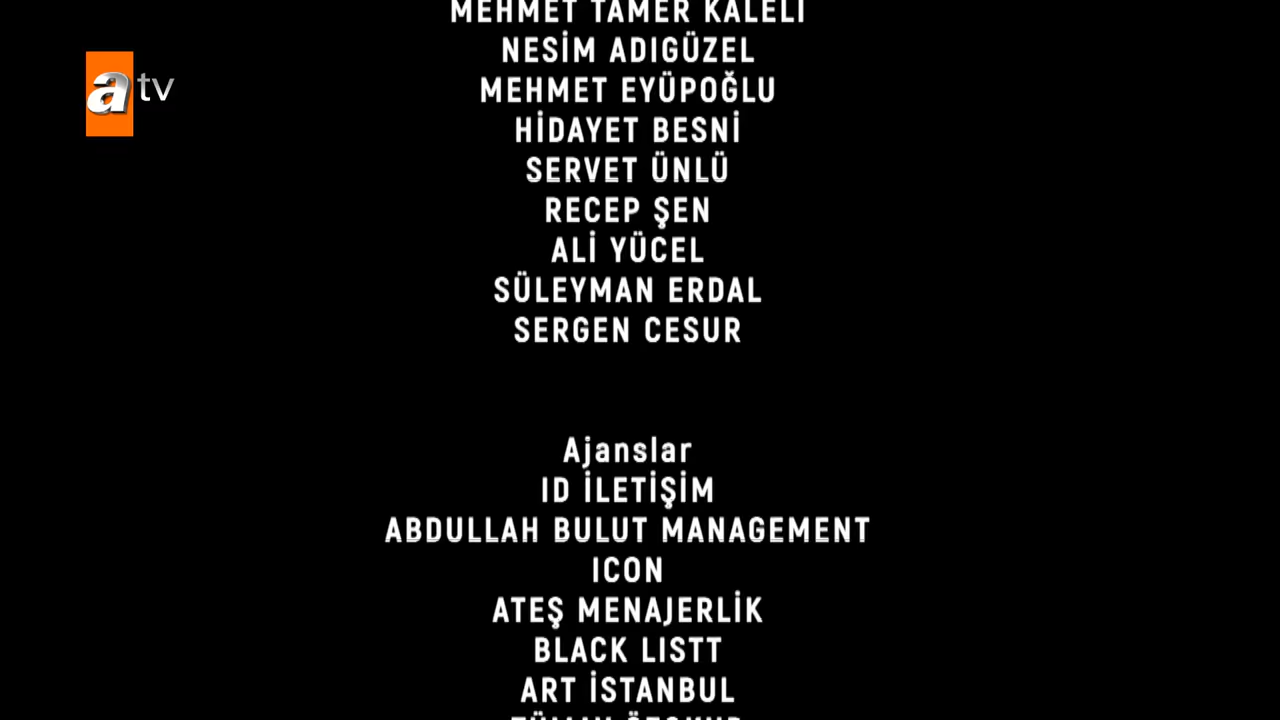 MEHMET TAMER KALELİ
atv
NESİM ADIGÜZEL
MEHMET EYÜPOĞLU
HİDAYET BESNİ
SERVET ÜNLÜ
RECEP ŞEN
ALİ YÜCEL
SÜLEYMAN ERDAL
SERGEN CESUR
Ajanslar
ID İLETİŞİM
ABDULLAH BULUT MANAGEMENT
ICON
ATEŞ MENAJERLİK
BLACK LISTT
ART İSTANBUL